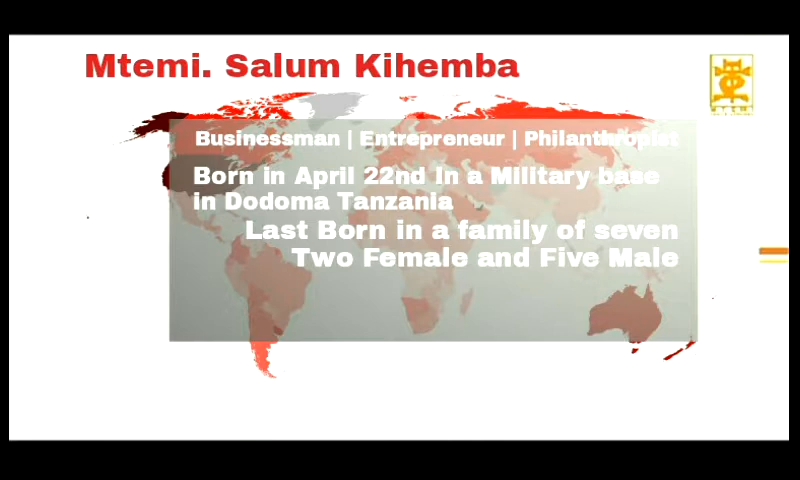 Mtemi. Salum Kihemba
Businessman | Entrepreneur | Philanthropist
Born in April 22nd In a Military base
in Dodoma Tanzania
Last Born in a family of seven
Two Female and Five Male